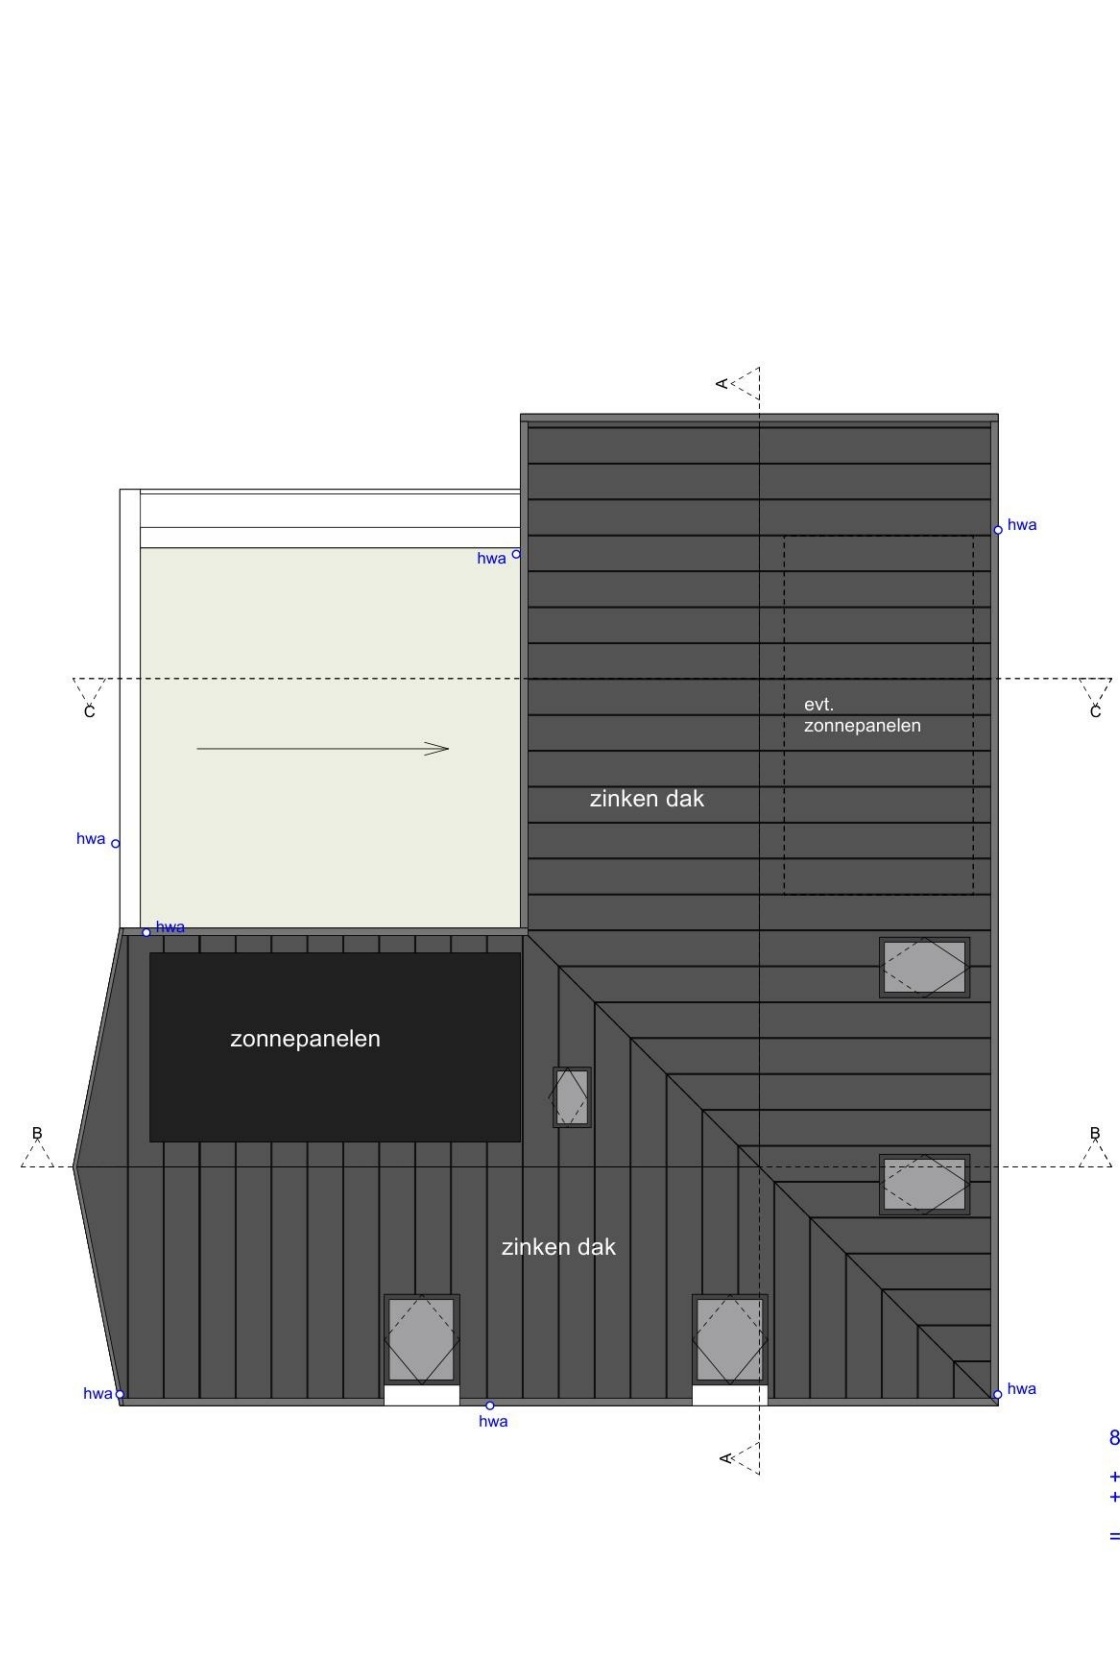 A
hwa
hwa
C
C
evt.
zonnepanelen
zinken dak
hwa
hwa
zonnepanelen
B
B
zinken dak
hwa
hwa
hwa
A
8
+
+
=